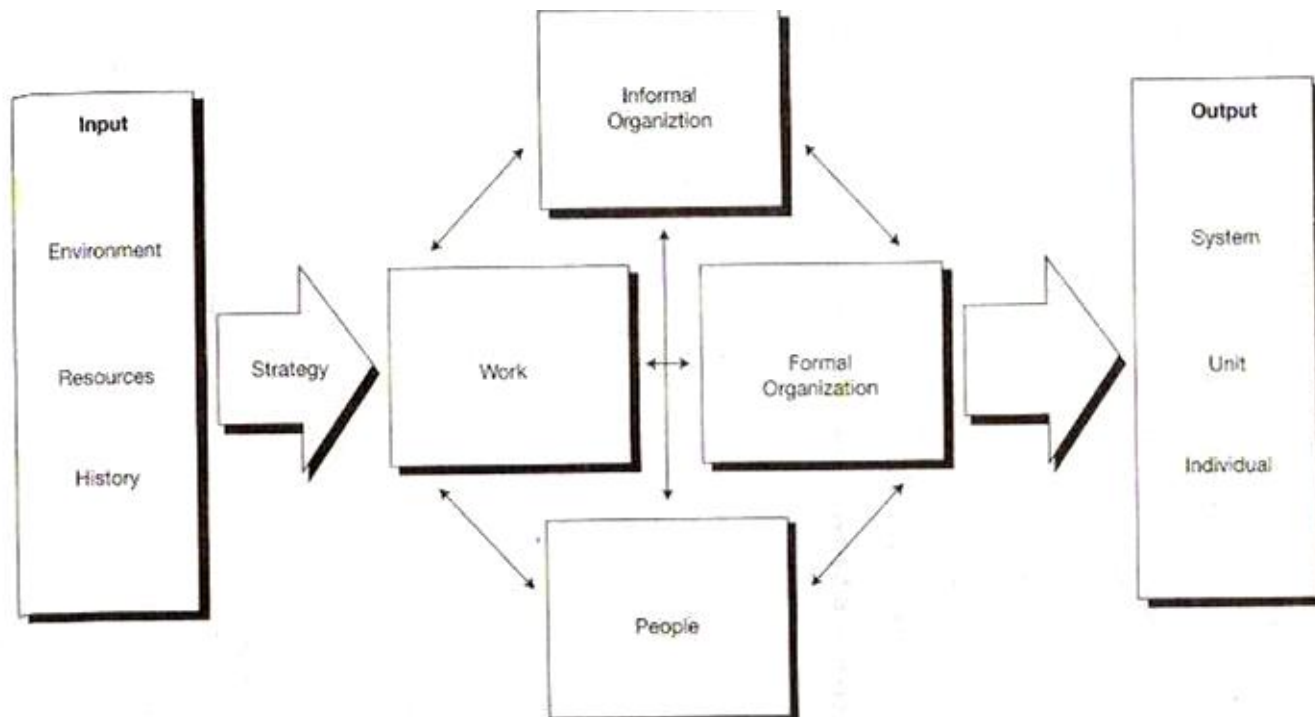 Input
Environment
Resources
History
Strategy
Informal
Organiztion
Work
Formal
Organization
People
Output
System
Unit
Individual